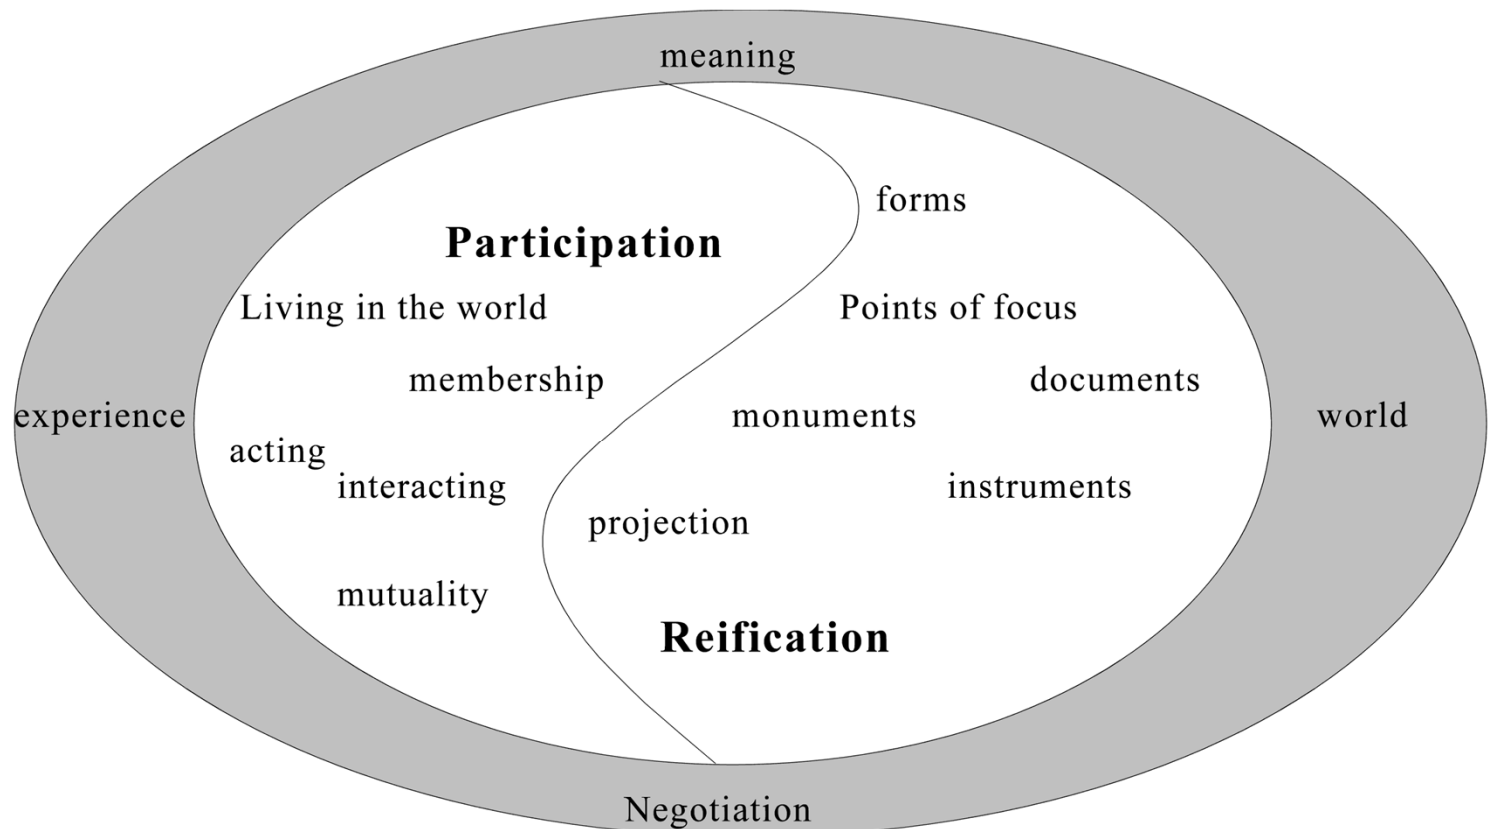 meaning
forms
Participation
Living in the world
Points of focus
membership
documents
experience
monuments
world
acting
interacting
instruments
projection
mutuality
Reification
Negotiation